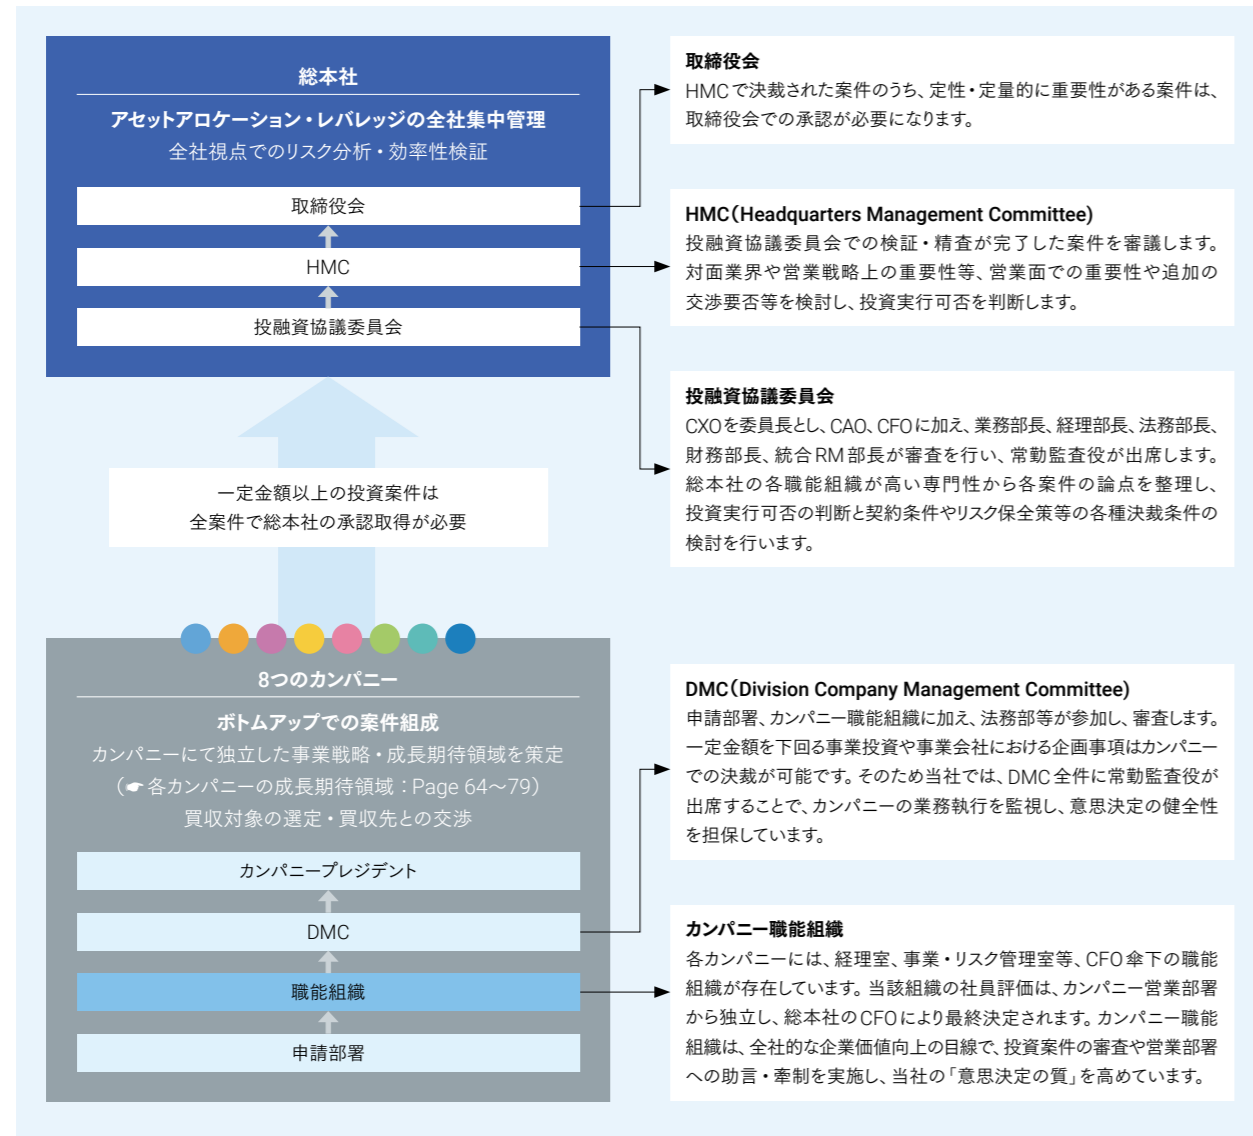 総本社
アセットアロケーション・レバレッジの全社集中管理
全社視点でのリスク分析・効率性検証
取締役会
HMC
投融資協議委員会
一定金額以上の投資案件は
全案件で総本社の承認取得が必要
8つのカンパニー
ボトムアップでの案件組成
カンパニーにて独立した事業戦略・成長期待領域を策定
（☛各カンパニーの成長期待領域：Page 64～79）
買収対象の選定・買収先との交渉
カンパニープレジデント
DMC
職能組織
申請部署
取締役会
HMCで決裁された案件のうち、定性・定量的に重要性がある案件は、
取締役会での承認が必要になります。
HMC（Headquarters Management Committee）
投融資協議委員会での検証・精査が完了した案件を審議します。
対面業界や営業戦略上の重要性等、営業面での重要性や追加の
交渉要否等を検討し、投資実行可否を判断します。
投融資協議委員会
CXOを委員長とし、CAO、CFOに加え、業務部長、経理部長、法務部長、
財務部長、統合RM部長が審査を行い、常勤監査役が出席します。
総本社の各職能組織が高い専門性から各案件の論点を整理し、
投資実行可否の判断と契約条件やリスク保全策等の各種決裁条件の
検討を行います。
DMC（Division Company Management Committee）
申請部署、カンパニー職能組織に加え、法務部等が参加し、審査します。
一定金額を下回る事業投資や事業会社における企画事項はカンパニー
での決裁が可能です。そのため当社では、DMC全件に常勤監査役が
出席することで、カンパニーの業務執行を監視し、意思決定の健全性
を担保しています。
カンパニー職能組織
各カンパニーには、経理室、事業・リスク管理室等、CFO傘下の職能
組織が存在しています。当該組織の社員評価は、カンパニー営業部署
から独立し、総本社のCFOにより最終決定されます。カンパニー職能
組織は、全社的な企業価値向上の目線で、投資案件の審査や営業部署
への助言・牽制を実施し、当社の「意思決定の質」を高めています。